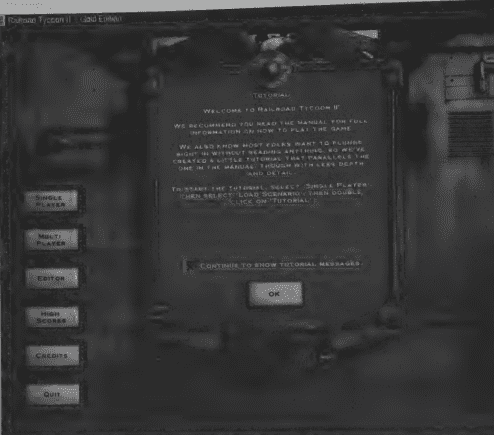 Railroad Tycoon II Gold Edition
TUTORIAL
WELCOME TO RAILROAD TYCOON II!
WE RECOMMEND YOU READ THE MANUAL FOR FULL
INFORMATION ON HOW TO PLAY THE GAME
WE ALSO KNOW MOST FOLKS WANT TO PLUNGE
RIGHT IN WITHOUT READING ANYTHING, SO WE'VE
CREATED A LITTLE TUTORIAL THAT PARALLELS THE
ONE IN THE MANUAL, THOUGH WITH LESS DEPTH
AND DETAIL.
TO START THE TUTORIAL, SELECT 'SINGLE PLAYER',
THEN SELECT 'LOAD SCENARIO', THEN DOUBLE
CLICK ON 'TUTORIAL'.
CONTINUE TO SHOW TUTORIAL MESSAGES.
OK
SINGLE
PLAYER
MULTI
PLAYER
EDITOR
HIGH
SCORES
CREDITS
QUIT